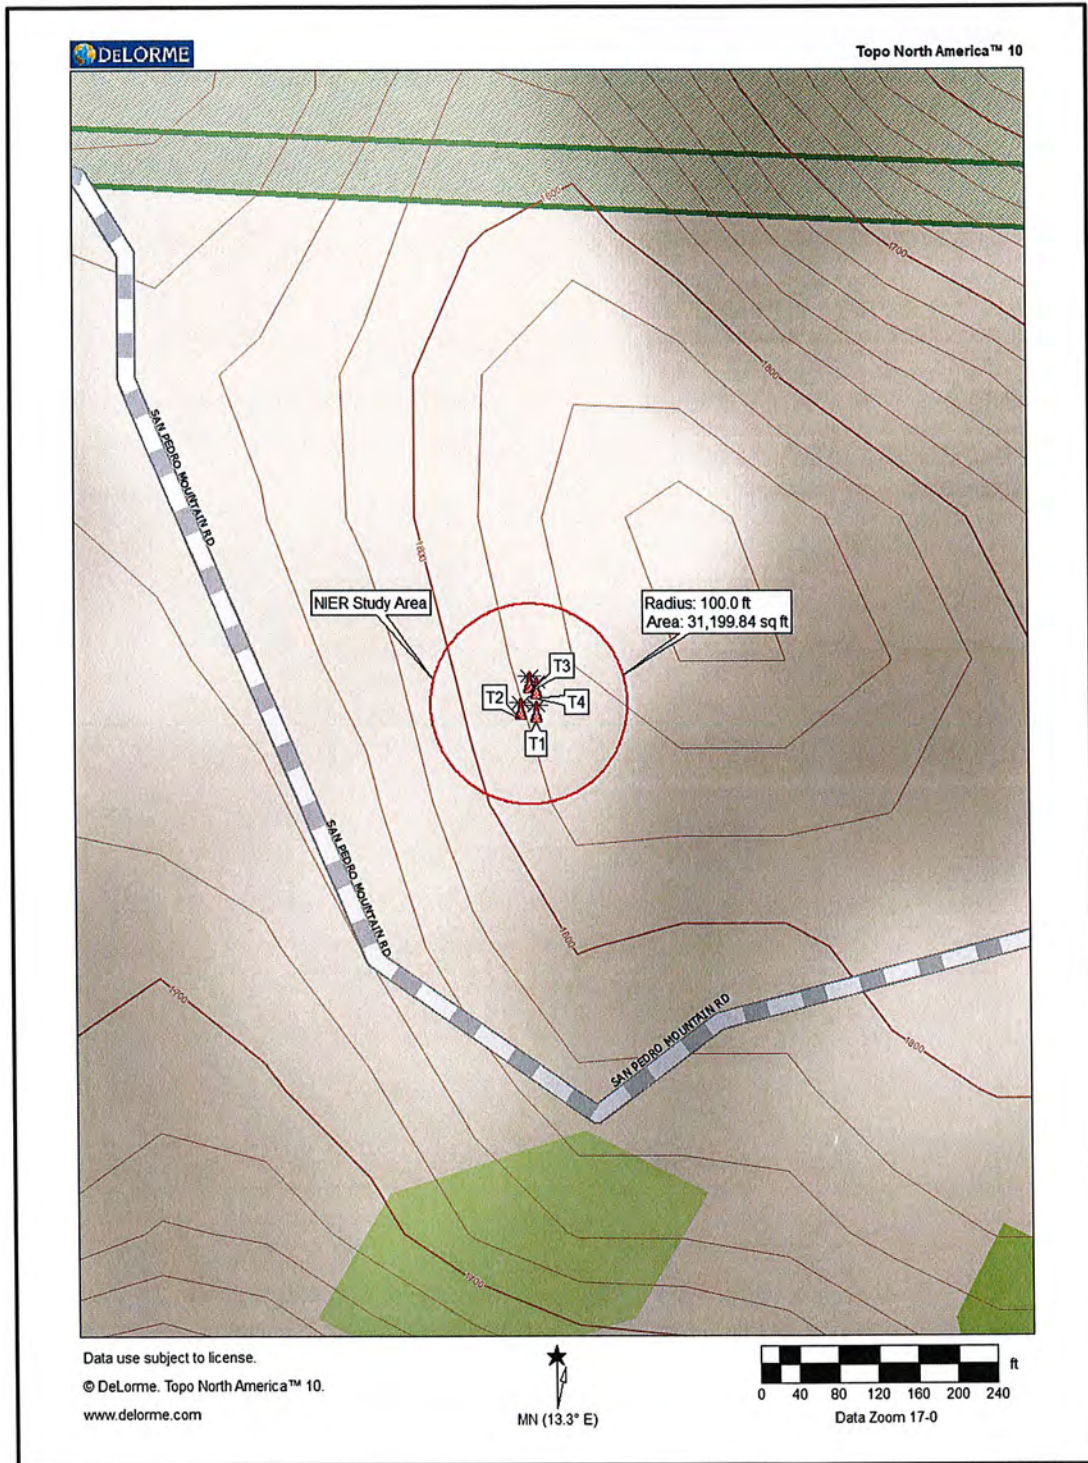 DELORME
Topo North America™ 10
1600
1700
1800
SAN PEDRO MOUNTAIN RD
NIER Study Area
Radius: 100.0 ft
Area: 31,199.84 sq ft
T3
T2
T4
T1
SAN PEDRO MOUNTAIN RD
SAN PEDRO MOUNTAIN RD
1700
1800
1700
Data use subject to license.
© DeLorme. Topo North America™ 10.
www.delorme.com
MN (13.3° E)
ft
0 40 80 120 160 200 240
Data Zoom 17-0